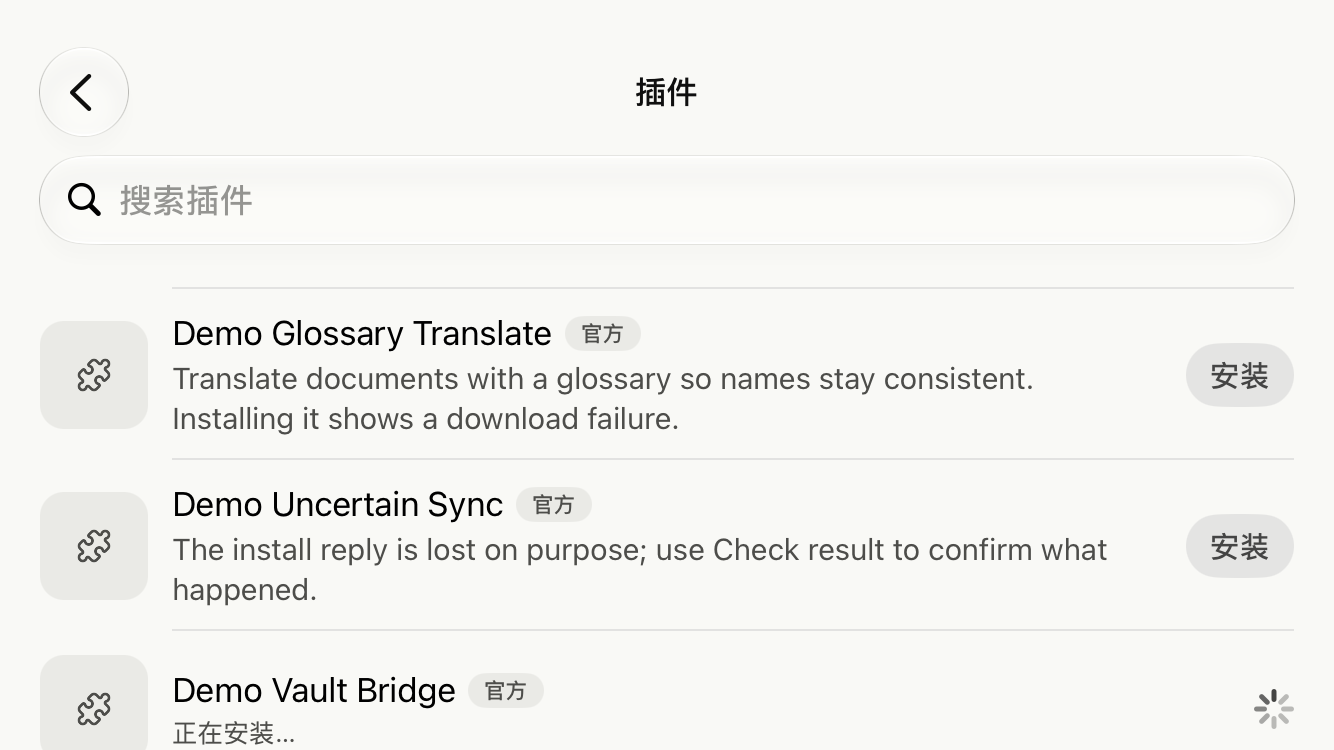 插件
搜索插件
Demo Glossary Translate 官方
Translate documents with a glossary so names stay consistent.
Installing it shows a download failure.
安装
Demo Uncertain Sync 官方
The install reply is lost on purpose; use Check result to confirm what
happened.
安装
Demo Vault Bridge 官方
正在安装...